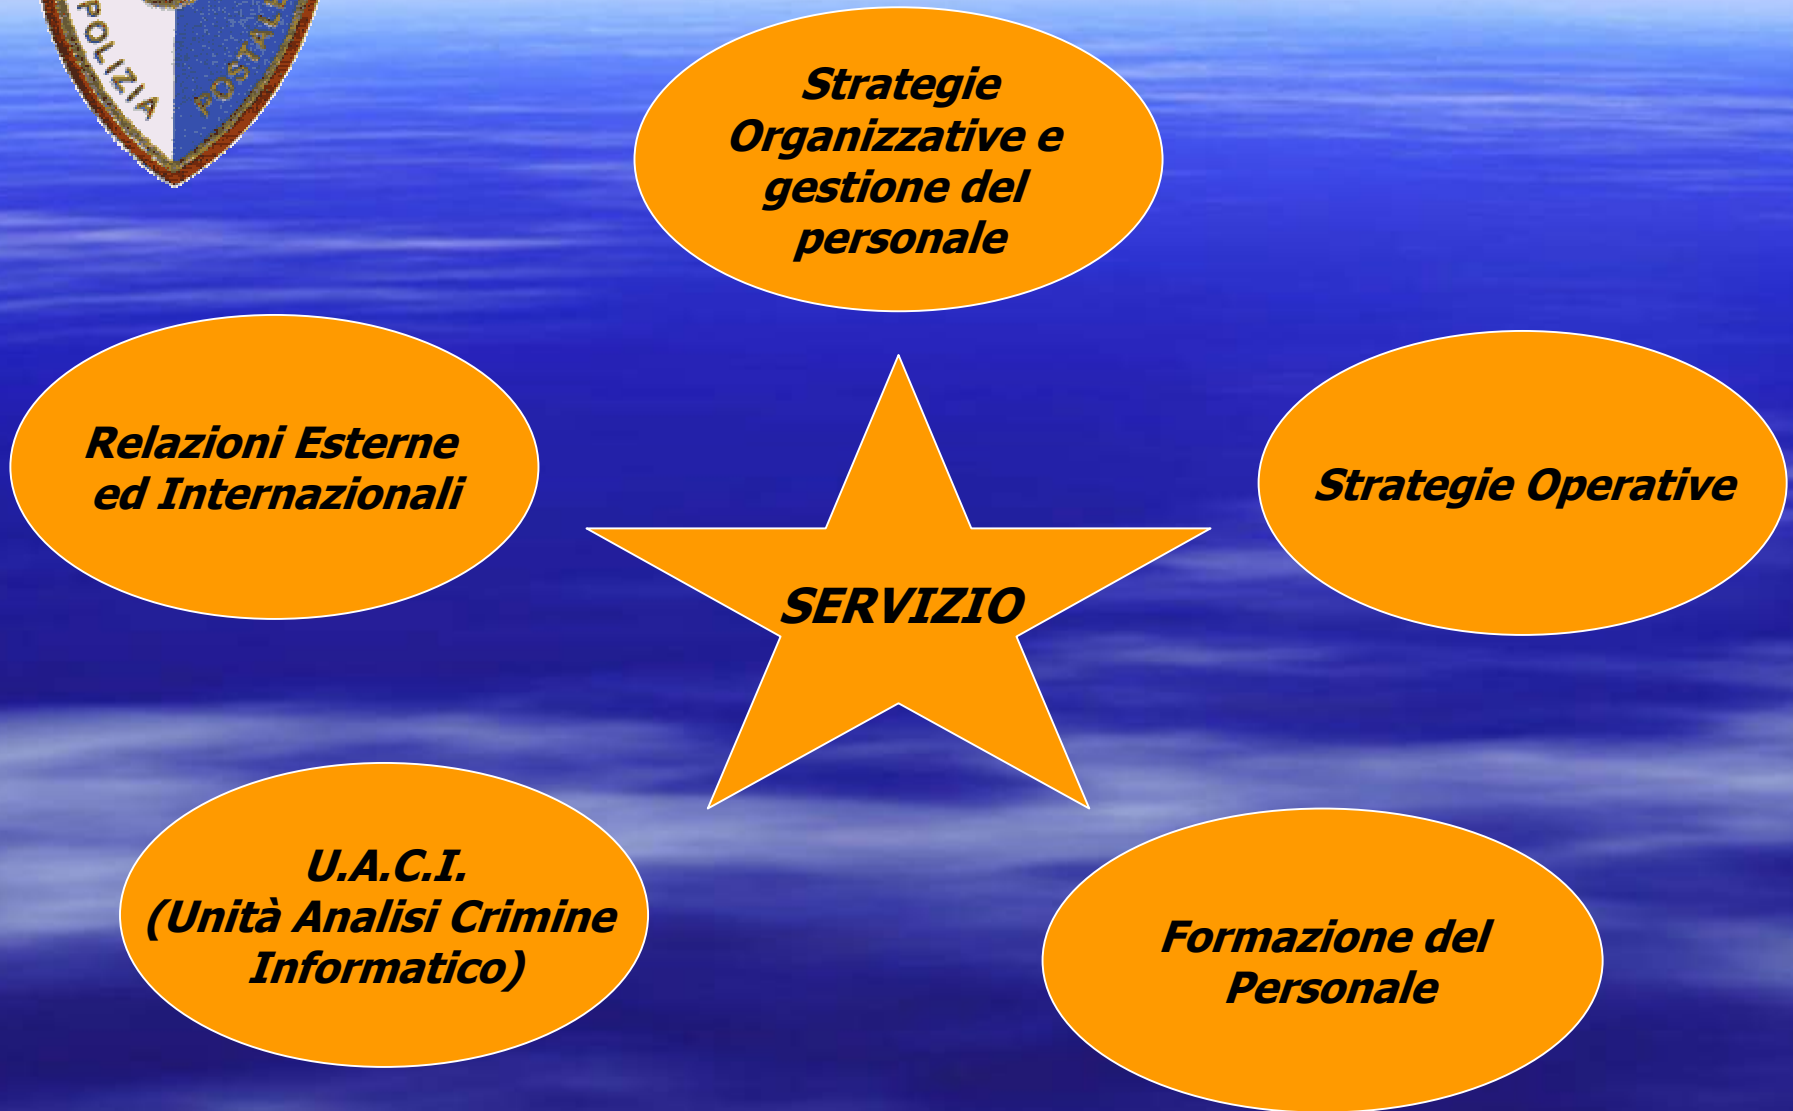 POLIZIA POSTALE
Strategie
Organizzative e
gestione del
personale
Relazioni Esterne
ed Internazionali
Strategie Operative
SERVIZIO
U.A.C.I.
(Unità Analisi Crimine
Informatico)
Formazione del
Personale